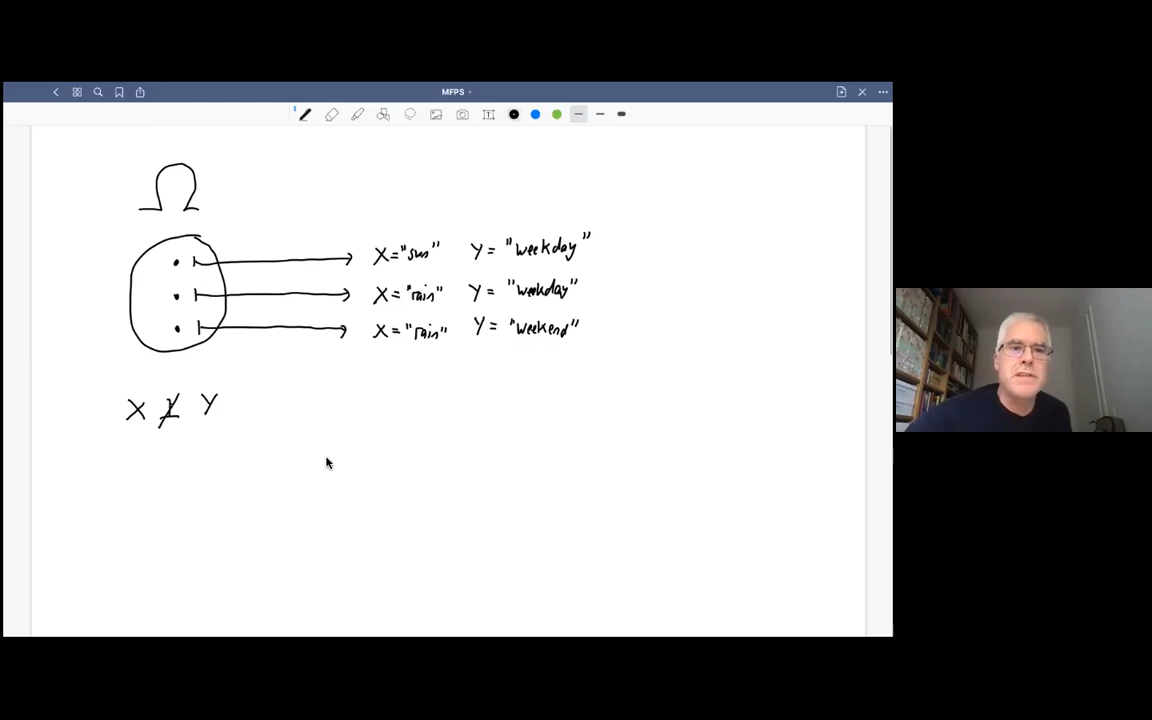 MFPS
Ω
X = "sun" Y = "weekday"
X = "rain" Y = "weekday"
X = "rain" Y = "weekend"
X ⊥̸ Y